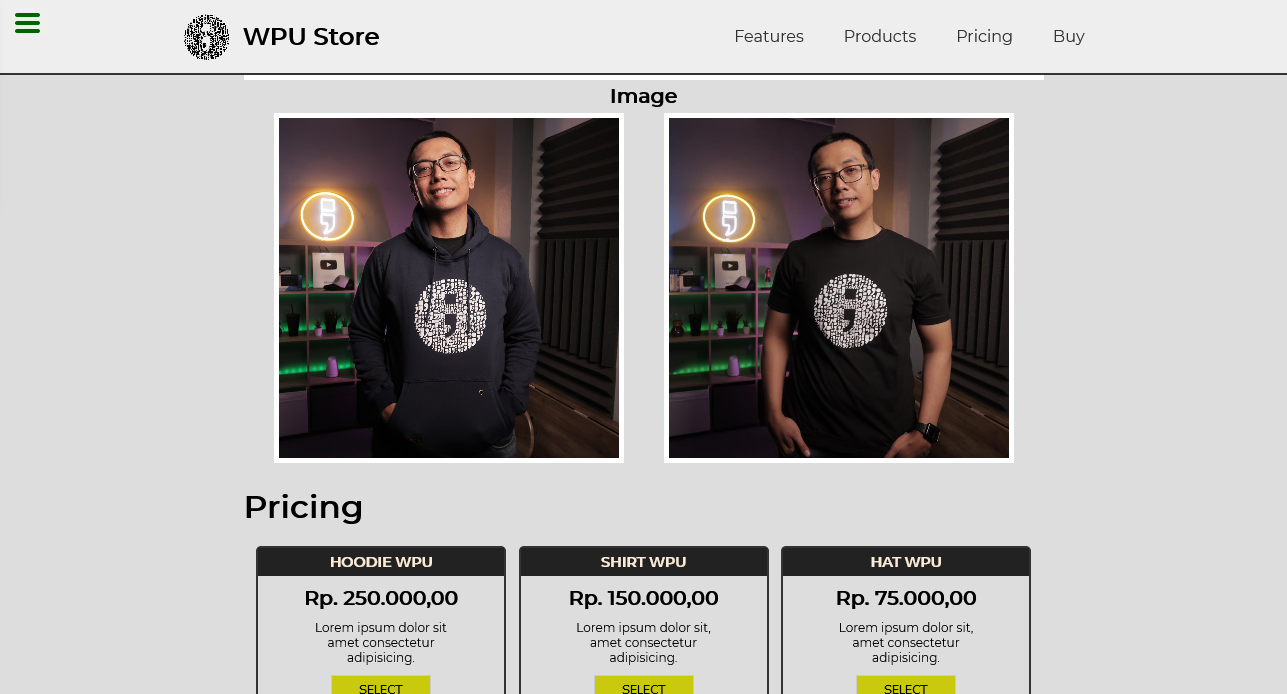 WPU Store
Features
Products
Pricing
Buy
Image
Pricing
HOODIE WPU
Rp. 250.000,00
Lorem ipsum dolor sit
amet consectetur
adipisicing.
SELECT
SHIRT WPU
Rp. 150.000,00
Lorem ipsum dolor sit,
amet consectetur
adipisicing.
SELECT
HAT WPU
Rp. 75.000,00
Lorem ipsum dolor sit,
amet consectetur
adipisicing.
SELECT